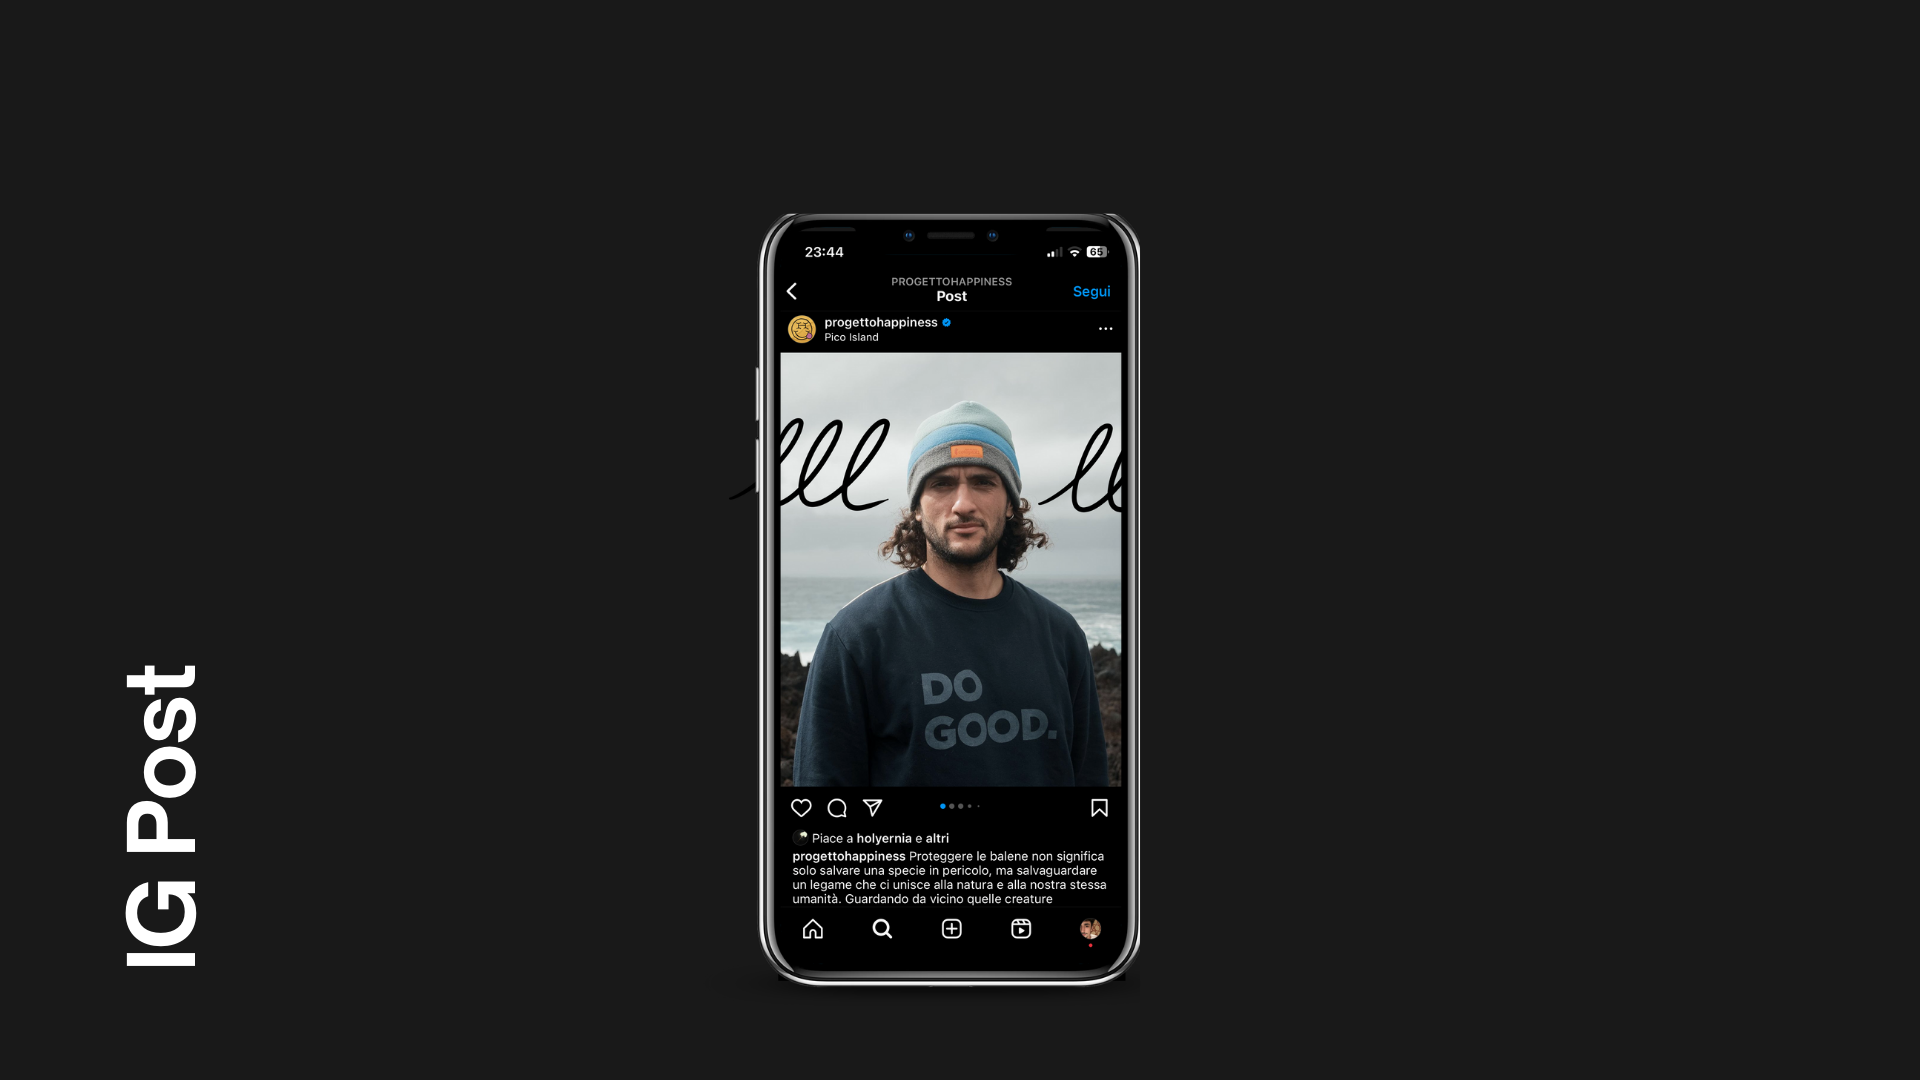 23:44
65
PROGETTOHAPPINESS
Post
Segui
progettohappiness
Pico Island
lll
ll
DO
GOOD.
Piace a holyernia e altri
progettohappiness Proteggere le balene non significa
solo salvare una specie in pericolo, ma salvaguardare
un legame che ci unisce alla natura e alla nostra stessa
umanità. Guardando da vicino quelle creature
IG Post